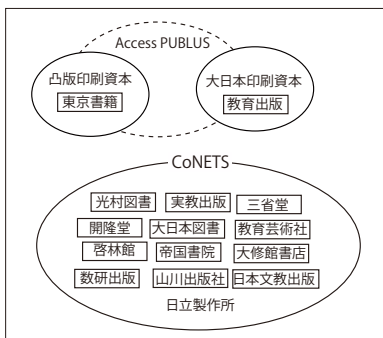 Access PUBLUS
凸版印刷資本
東京書籍
大日本印刷資本
教育出版
CoNETS
光村図書 実教出版 三省堂
開隆堂 大日本図書 教育芸術社
啓林館 帝国書院 大修館書店
数研出版 山川出版社 日本文教出版
日立製作所